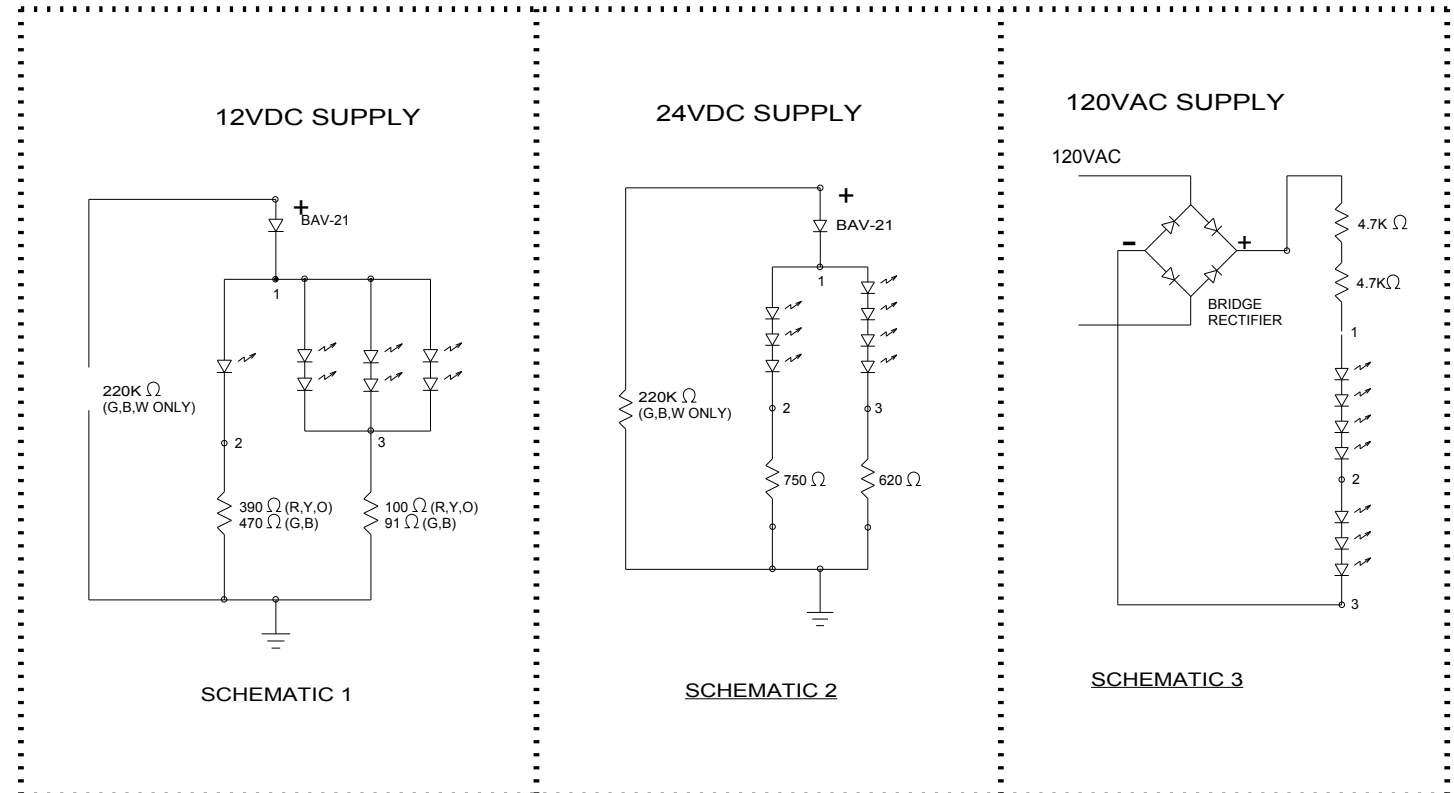 12VDC SUPPLY
+
BAV-21
1
220K Ω
(G,B,W ONLY)
2
3
390 Ω (R,Y,O)
470 Ω (G,B)
100 Ω (R,Y,O)
91 Ω (G,B)
SCHEMATIC 1
24VDC SUPPLY
+
BAV-21
1
220K Ω
(G,B,W ONLY)
2
3
750 Ω
620 Ω
SCHEMATIC 2
120VAC SUPPLY
120VAC
-
+
4.7K Ω
4.7KΩ
BRIDGE
RECTIFIER
1
2
3
SCHEMATIC 3